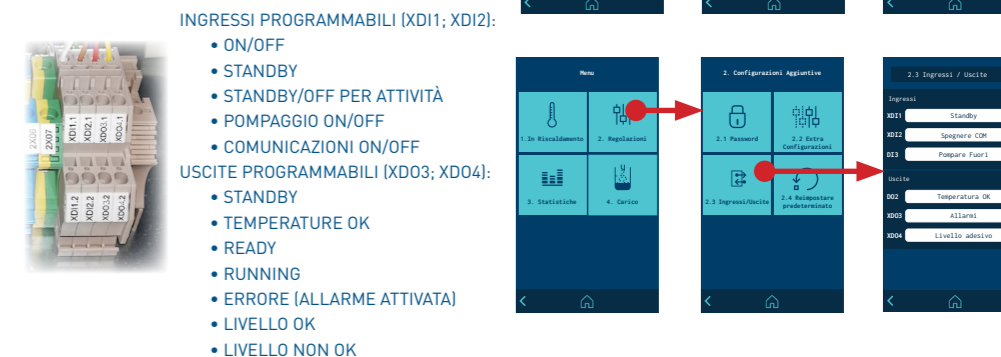 INGRESSI PROGRAMMABILI (XDI1; XDI2):
• ON/OFF
• STANDBY
• STANDBY/OFF PER ATTIVITÀ
• POMPAGGIO ON/OFF
• COMUNICAZIONI ON/OFF
USCITE PROGRAMMABILI (XDO3; XDO4):
• STANDBY
• TEMPERATURE OK
• READY
• RUNNING
• ERRORE (ALLARME ATTIVATA)
• LIVELLO OK
• LIVELLO NON OK
2X06
2X07
XDI1.1
XDI2.1
XDO3.1
XDO4.1
XDI1.2
XDI2.2
XDO3.2
XDO4.2
Menu
1.In Riscaldamento
2. Regolazioni
3. Statistiche
4. Carico
2. Configurazioni Aggiuntive
2.1 Password
2.2 Extra
Configurazioni
2.3 Ingressi/Uscite
2.4 Reimpostare
predeterminato
2.3 Ingressi / Uscite
Ingressi
XDI1 Standby
XDI2 Spegnere COM
DI3 Pompare Fuori
Uscite
DO2 Temperatura OK
XDO3 Allarmi
XDO4 Livello adesivo